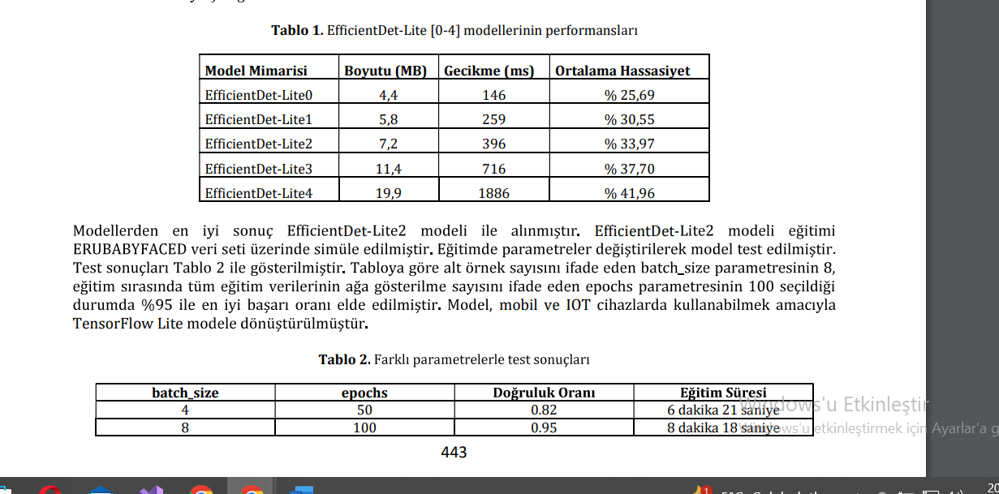 Tablo 1. EfficientDet-Lite [0-4] modellerinin performansları
Model Mimarisi Boyutu (MB) Gecikme (ms) Ortalama Hassasiyet
EfficientDet-Lite0 4,4 146 % 25,69
EfficientDet-Lite1 5,8 259 % 30,55
EfficientDet-Lite2 7,2 396 % 33,97
EfficientDet-Lite3 11,4 716 % 37,70
EfficientDet-Lite4 19,9 1886 % 41,96
Modellerden en iyi sonuç EfficientDet-Lite2 modeli ile alınmıştır. EfficientDet-Lite2 modeli eğitimi
ERUBABYFACED veri seti üzerinde simüle edilmiştir. Eğitimde parametreler değiştirilerek model test edilmiştir.
Test sonuçları Tablo 2 ile gösterilmiştir. Tabloya göre alt örnek sayısını ifade eden batch_size parametresinin 8,
eğitim sırasında tüm eğitim verilerinin ağa gösterilme sayısını ifade eden epochs parametresinin 100 seçildiği
durumda %95 ile en iyi başarı oranı elde edilmiştir. Model, mobil ve IOT cihazlarda kullanabilmek amacıyla
TensorFlow Lite modele dönüştürülmüştür.
Tablo 2. Farklı parametrelerle test sonuçları
batch_size epochs Doğruluk Oranı Eğitim Süresi
4 50 0.82 6 dakika 21 saniye
8 100 0.95 8 dakika 18 saniye
Windows'u Etkinleştir
Windows'u etkinleştirmek için Ayarlar'a g
443
1
20